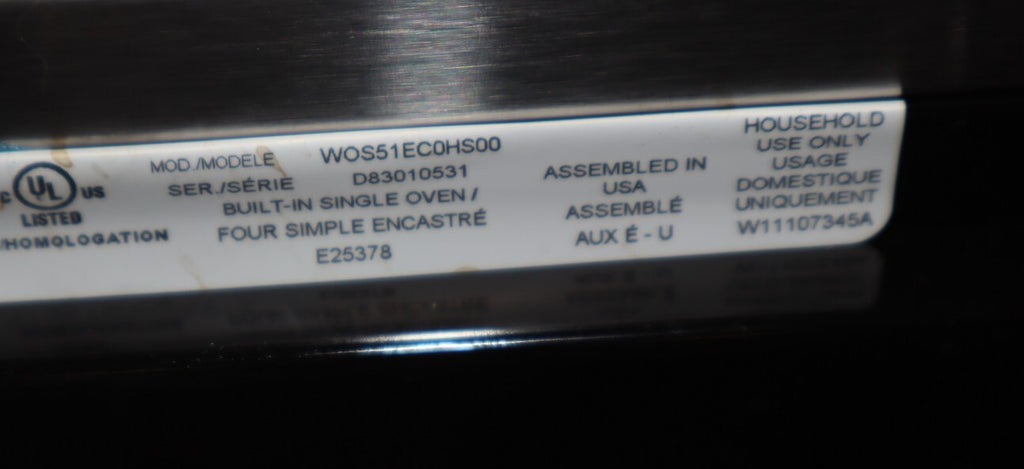 c UL US
LISTED
/HOMOLOGATION
MOD./MODELE WOS51EC0HS00
SER./SÉRIE D83010531
BUILT-IN SINGLE OVEN /
FOUR SIMPLE ENCASTRÉ
E25378
ASSEMBLED IN
USA
ASSEMBLÉ
AUX É - U
HOUSEHOLD
USE ONLY
USAGE
DOMESTIQUE
UNIQUEMENT
W11107345A